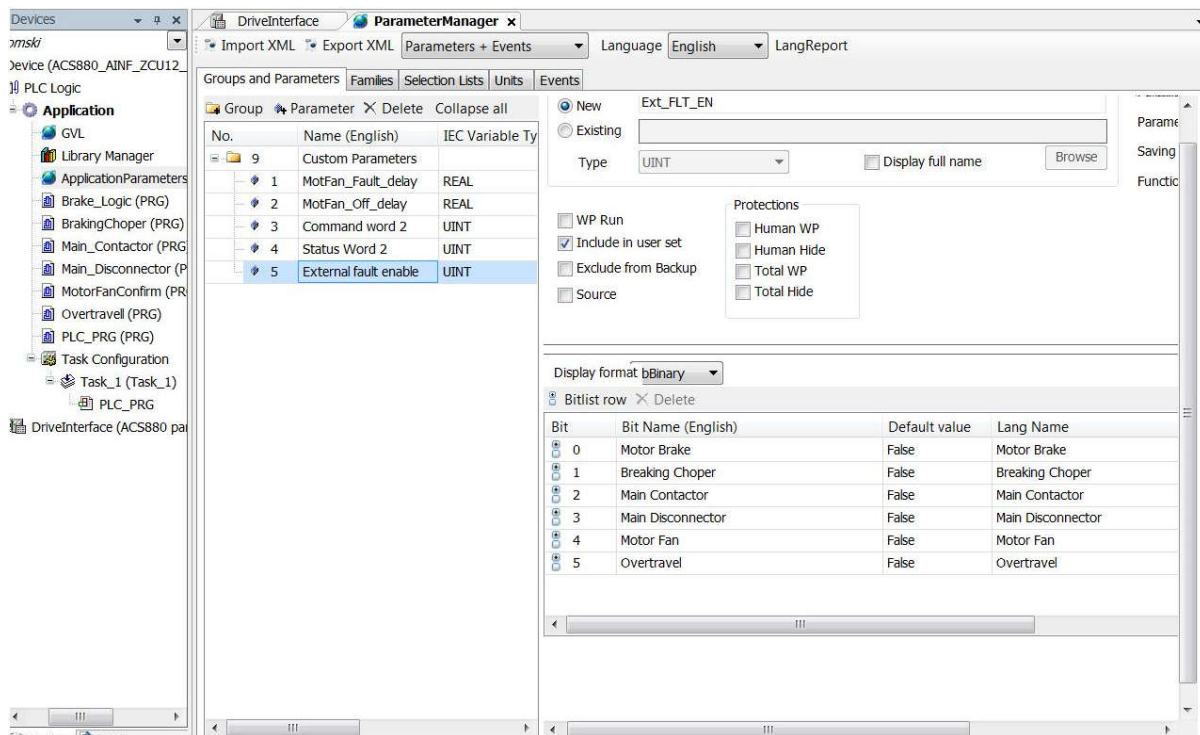 Devices
omski
Device (ACS880_AINF_ZCU12_
PLC Logic
Application
GVL
Library Manager
ApplicationParameters
Brake_Logic (PRG)
BrakingChoper (PRG)
Main_Contactor (PRG
Main_Disconnector (P
MotorFanConfirm (PR
Overtravell (PRG)
PLC_PRG (PRG)
Task Configuration
Task_1 (Task_1)
PLC_PRG
DriveInterface (ACS880 pa
DriveInterface ParameterManager x
Import XML Export XML Parameters + Events Language English LangReport
Groups and Parameters Families Selection Lists Units Events
Group Parameter Delete Collapse all
No. Name (English) IEC Variable Ty
9 Custom Parameters
1 MotFan_Fault_delay REAL
2 MotFan_Off_delay REAL
3 Command word 2 UINT
4 Status Word 2 UINT
5 External fault enable UINT
New Ext_FLT_EN
Existing
Type UINT Display full name Browse
Parame
Saving
Functio
WP Run
Include in user set
Exclude from Backup
Source
Protections
Human WP
Human Hide
Total WP
Total Hide
Display format bBinary
Bitlist row Delete
Bit Bit Name (English) Default value Lang Name
0 Motor Brake False Motor Brake
1 Breaking Choper False Breaking Choper
2 Main Contactor False Main Contactor
3 Main Disconnector False Main Disconnector
4 Motor Fan False Motor Fan
5 Overtravel False Overtravel